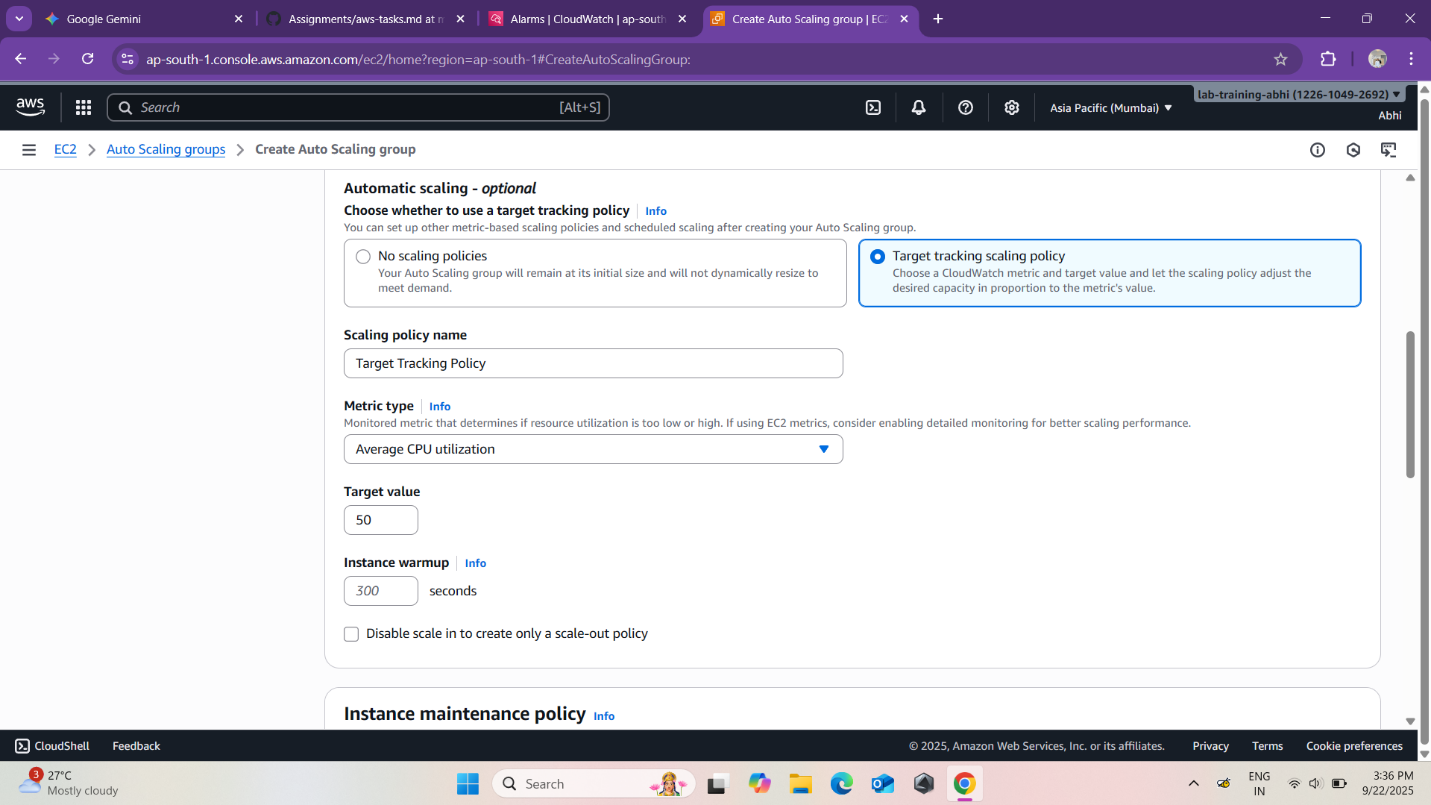 Google Gemini
Assignments/aws-tasks.md at m
Alarms | CloudWatch | ap-south
Create Auto Scaling group | EC2
ap-south-1.console.aws.amazon.com/ec2/home?region=ap-south-1#CreateAutoScalingGroup:
aws
Search
[Alt+S]
Asia Pacific (Mumbai)
lab-training-abhi (1226-1049-2692)
Abhi
EC2
Auto Scaling groups
Create Auto Scaling group
Automatic scaling - optional
Choose whether to use a target tracking policy
Info
You can set up other metric-based scaling policies and scheduled scaling after creating your Auto Scaling group.
No scaling policies
Your Auto Scaling group will remain at its initial size and will not dynamically resize to
meet demand.
Target tracking scaling policy
Choose a CloudWatch metric and target value and let the scaling policy adjust the
desired capacity in proportion to the metric's value.
Scaling policy name
Target Tracking Policy
Metric type
Info
Monitored metric that determines if resource utilization is too low or high. If using EC2 metrics, consider enabling detailed monitoring for better scaling performance.
Average CPU utilization
Target value
50
Instance warmup
Info
300
seconds
Disable scale in to create only a scale-out policy
Instance maintenance policy
Info
CloudShell
Feedback
© 2025, Amazon Web Services, Inc. or its affiliates.
Privacy
Terms
Cookie preferences
3
27°C
Mostly cloudy
Search
ENG
IN
3:36 PM
9/22/2025